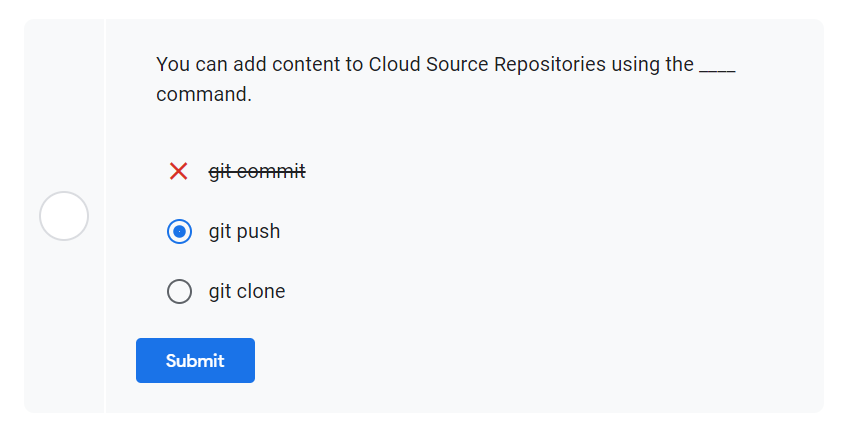 You can add content to Cloud Source Repositories using the ____
command.
git commit
git push
git clone
Submit